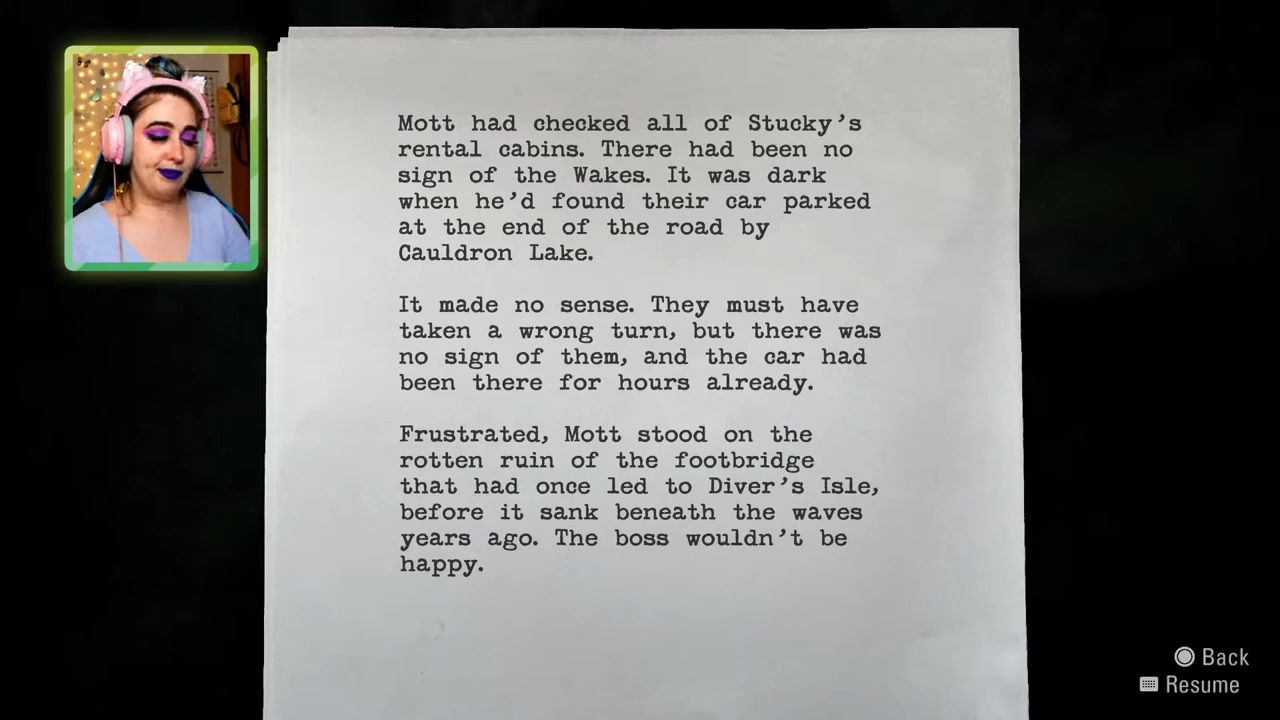 Mott had checked all of Stucky's
rental cabins. There had been no
sign of the Wakes. It was dark
when he'd found their car parked
at the end of the road by
Cauldron Lake.
It made no sense. They must have
taken a wrong turn, but there was
no sign of them, and the car had
been there for hours already.
Frustrated, Mott stood on the
rotten ruin of the footbridge
that had once led to Diver's Isle,
before it sank beneath the waves
years ago. The boss wouldn't be
happy.
Back
Resume